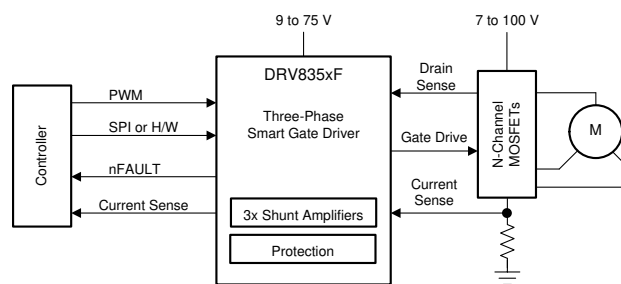 9 to 75 V
7 to 100 V
DRV835xF
Three-Phase
Smart Gate Driver
3x Shunt Amplifiers
Protection
Controller
PWM
SPI or H/W
nFAULT
Current Sense
Drain
Sense
Gate Drive
Current
Sense
N-Channel
MOSFETs
M